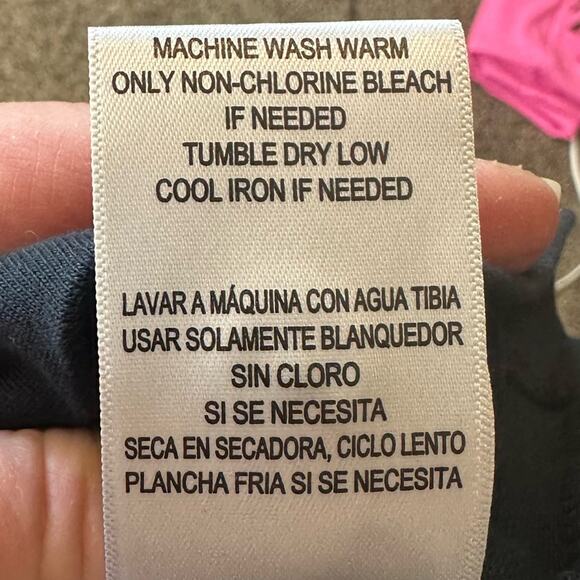 MACHINE WASH WARM
ONLY NON-CHLORINE BLEACH
IF NEEDED
TUMBLE DRY LOW
COOL IRON IF NEEDED
LAVAR A MÁQUINA CON AGUA TIBIA
USAR SOLAMENTE BLANQUEDOR
SIN CLORO
SI SE NECESITA
SECA EN SECADORA, CICLO LENTO
PLANCHA FRIA SI SE NECESITA